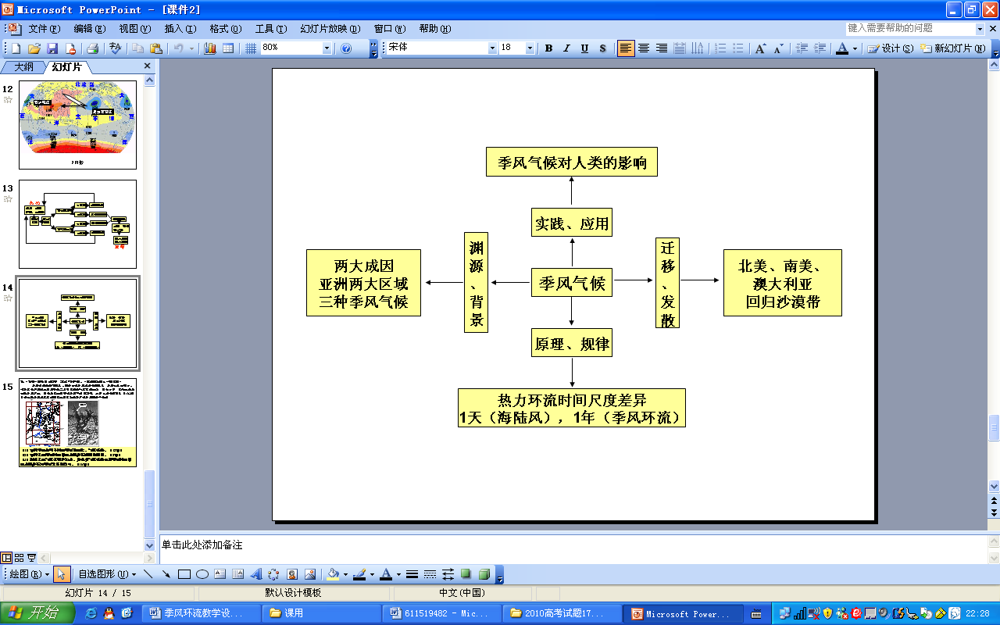 Microsoft PowerPoint - [课件2]
文件(F) 编辑(E) 视图(V) 插入(I) 格式(O) 工具(T) 幻灯片放映(D) 窗口(W) 帮助(H) 键入需要帮助的问题
80% 宋体 18 B I U S A A A 设计(S) 新幻灯片(N)
大纲 幻灯片
12
13
14
15
季风气候对人类的影响
实践、应用
两大成因
亚洲两大区域
三种季风气候
渊源、背景
季风气候
迁移、发散
北美、南美、
澳大利亚
回归沙漠带
原理、规律
热力环流时间尺度差异
1天（海陆风），1年（季风环流）
单击此处添加备注
绘图(R) 自选图形(U)
幻灯片 14 / 15 默认设计模板 中文(中国)
开始 季风环流教学设... 课用 611519482 - Mic... 2010高考试题17... Microsoft Power... 22:28